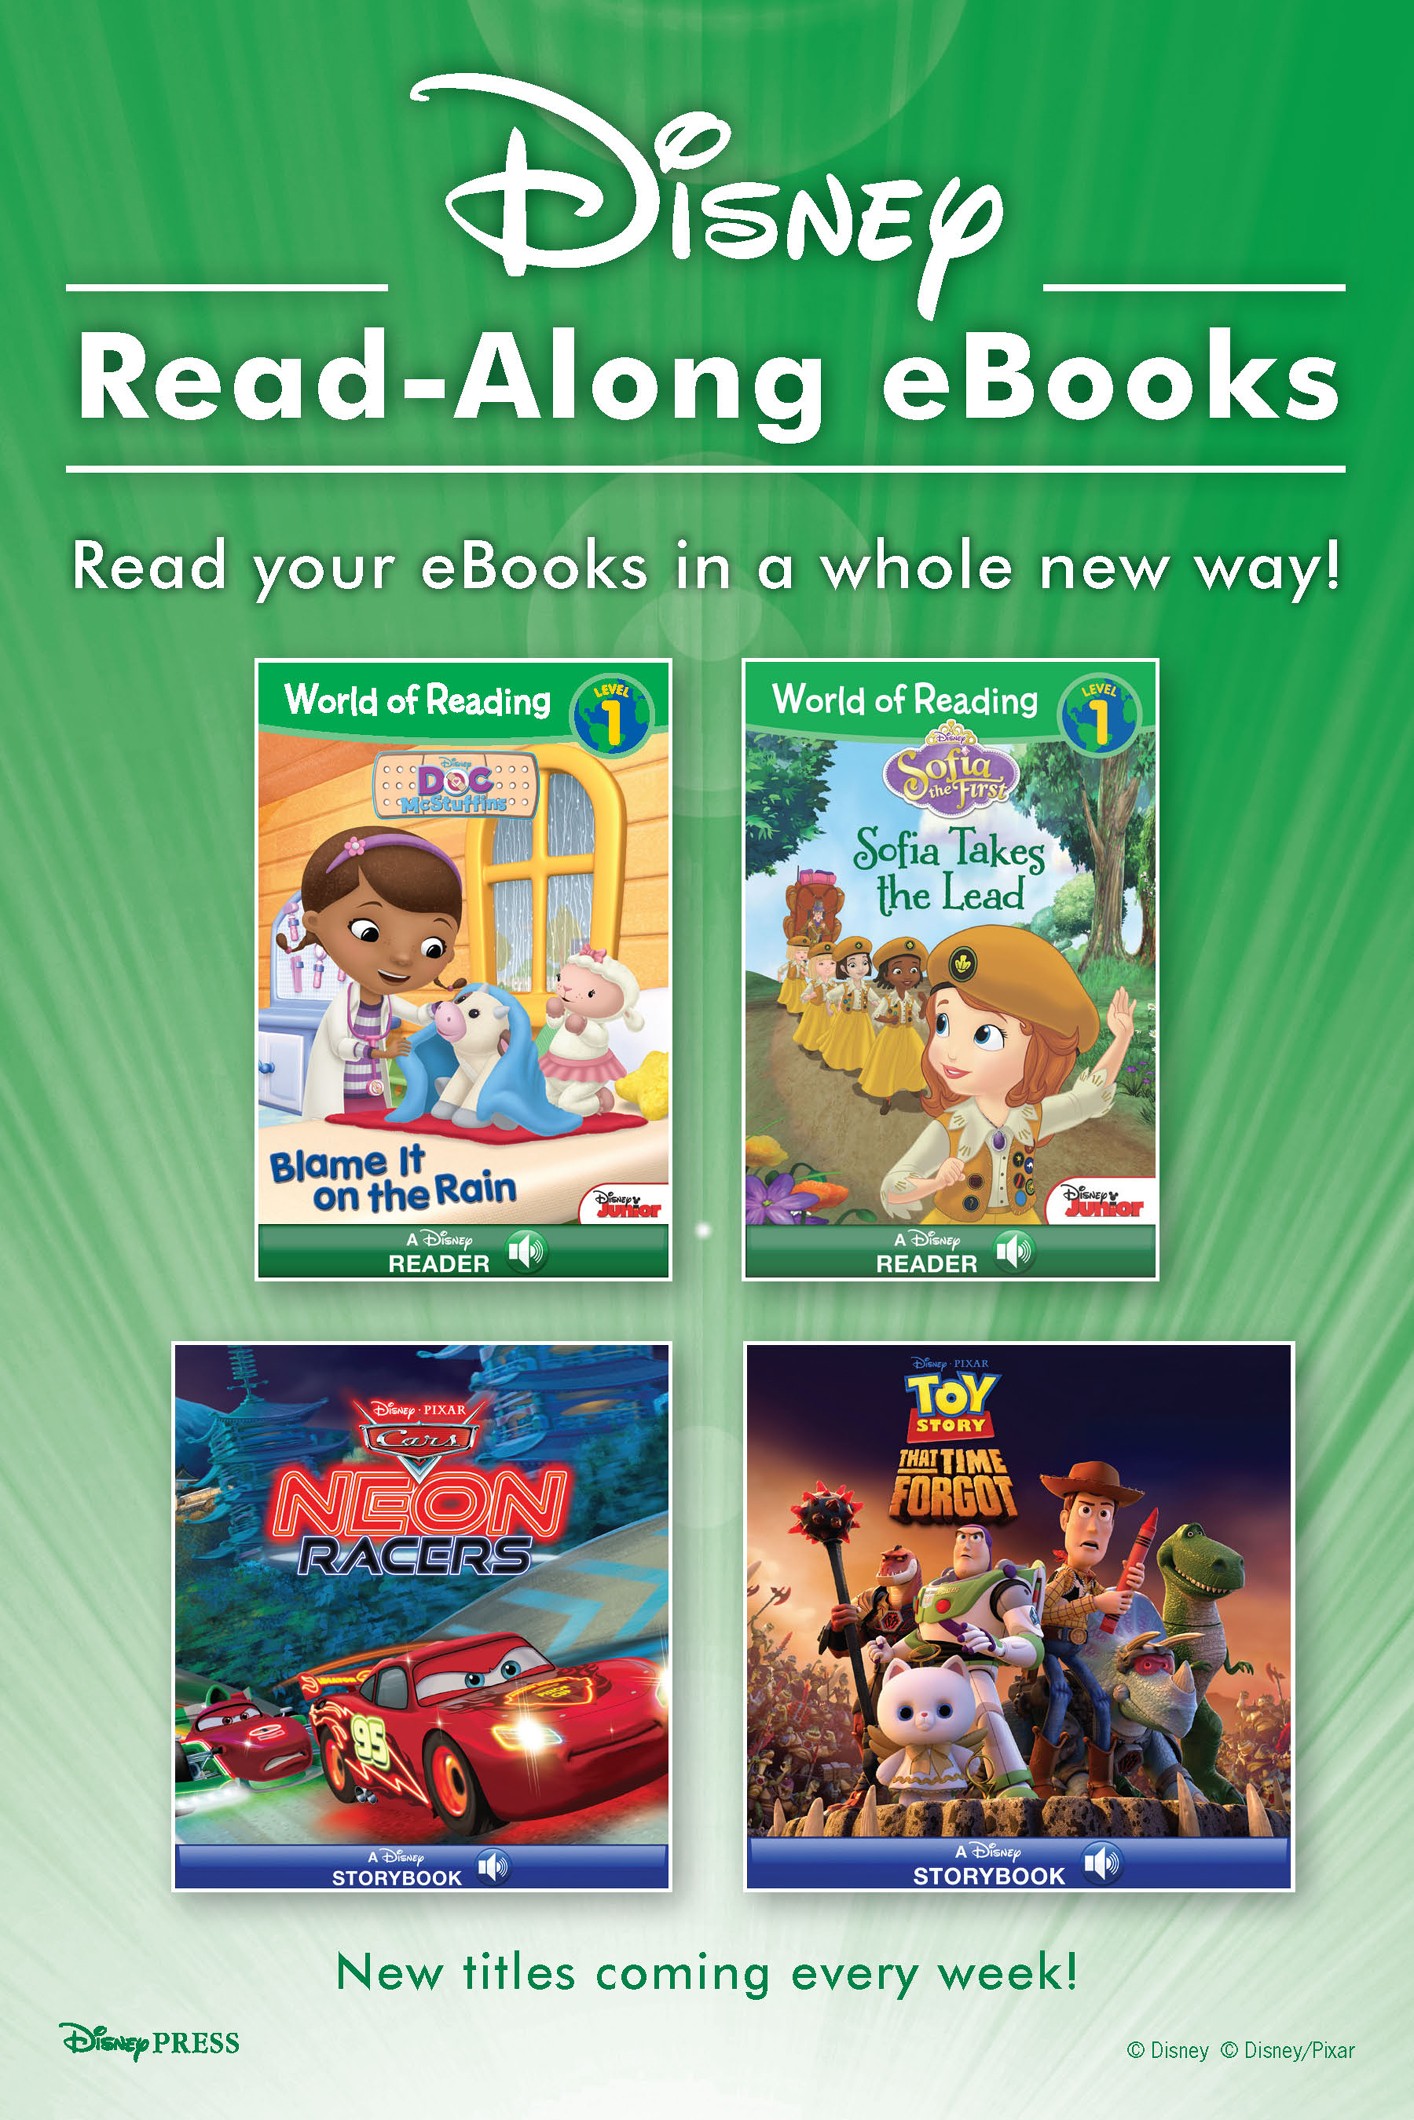 Disney
Read-Along eBooks
Read your eBooks in a whole new way!
World of Reading
LEVEL
1
Disney
Doc
McStuffins
Blame It
on the Rain
Disney
Junior
A Disney
READER
World of Reading
LEVEL
1
Disney
Sofia
the First
Sofia Takes
the Lead
Disney
Junior
A Disney
READER
Disney · PIXAR
Cars
NEON
RACERS
95
A Disney
STORYBOOK
Disney · PIXAR
TOY
STORY
THAT TIME
FORGOT
A Disney
STORYBOOK
New titles coming every week!
Disney PRESS
© Disney © Disney/Pixar